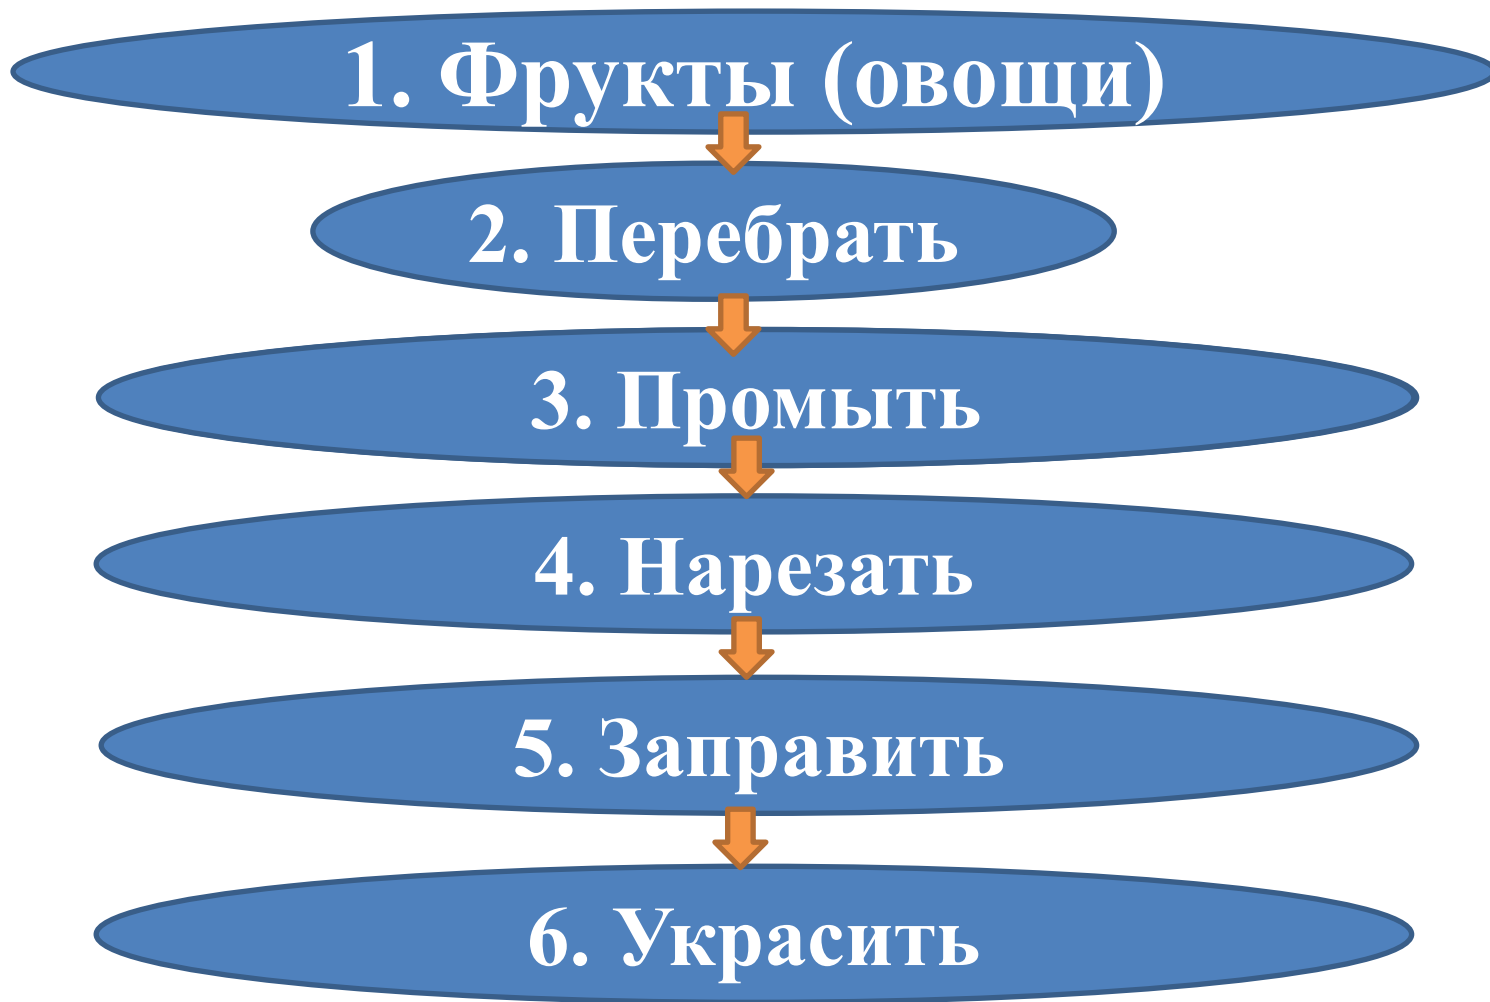 1. Фрукты (овощи)
2. Перебрать
3. Промыть
4. Нарезать
5. Заправить
6. Украсить